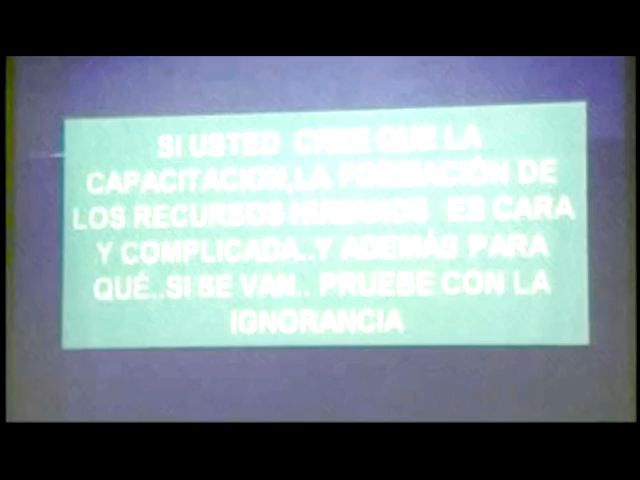 SI USTED CREE QUE LA
CAPACITACION,LA FORMACIÓN DE
LOS RECURSOS HUMANOS ES CARA
Y COMPLICADA..Y ADEMÁS PARA
QUÉ..SI SE VAN.. PRUEBE CON LA
IGNORANCIA